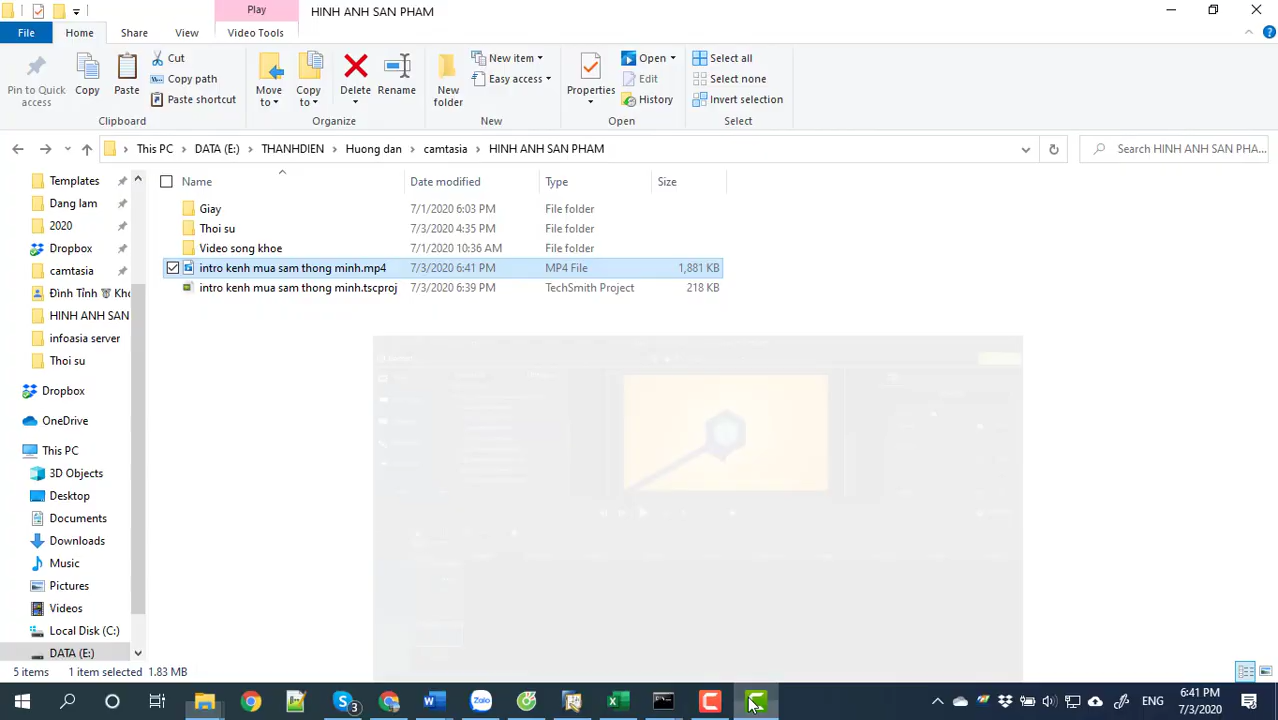 Play
HINH ANH SAN PHAM
File
Home
Share
View
Video Tools
Pin to Quick access
Copy
Paste
Cut
Copy path
Paste shortcut
Clipboard
Move to
Copy to
Delete
Rename
Organize
New folder
New item
Easy access
New
Properties
Open
Edit
History
Open
Select all
Select none
Invert selection
Select
This PC
DATA (E:)
THANHDIEN
Huong dan
camtasia
HINH ANH SAN PHAM
Search HINH ANH SAN PHA...
Templates
Dang lam
2020
Dropbox
camtasia
Đình Tỉnh
HINH ANH SAN
infoasia server
Thoi su
Dropbox
OneDrive
This PC
3D Objects
Desktop
Documents
Downloads
Music
Pictures
Videos
Local Disk (C:)
DATA (E:)
Name Date modified Type Size
Giay 7/1/2020 6:03 PM File folder
Thoi su 7/3/2020 4:35 PM File folder
Video song khoe 7/1/2020 10:36 AM File folder
intro kenh mua sam thong minh.mp4 7/3/2020 6:41 PM MP4 File 1,881 KB
intro kenh mua sam thong minh.tscproj 7/3/2020 6:39 PM TechSmith Project 218 KB
5 items 1 item selected 1.83 MB
3
Zalo
ENG
6:41 PM
7/3/2020